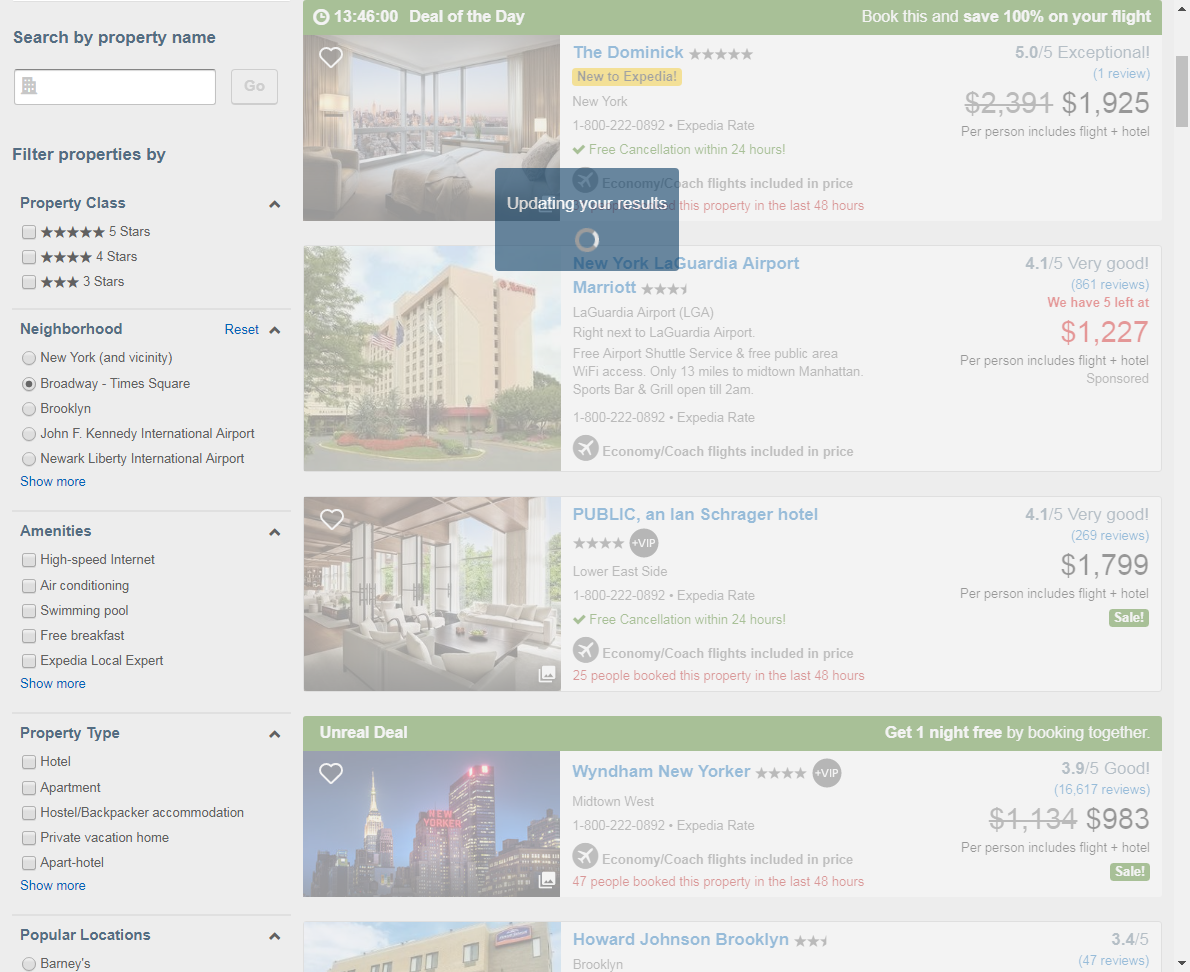 Search by property name
Go
Filter properties by
Property Class
5 Stars
4 Stars
3 Stars
Neighborhood
Reset
New York (and vicinity)
Broadway - Times Square
Brooklyn
John F. Kennedy International Airport
Newark Liberty International Airport
Show more
Amenities
High-speed Internet
Air conditioning
Swimming pool
Free breakfast
Expedia Local Expert
Show more
Property Type
Hotel
Apartment
Hostel/Backpacker accommodation
Private vacation home
Apart-hotel
Show more
Popular Locations
Barney's
13:46:00 Deal of the Day
Book this and save 100% on your flight
The Dominick
New to Expedia!
New York
1-800-222-0892 • Expedia Rate
Free Cancellation within 24 hours!
Economy/Coach flights included in price
this property in the last 48 hours
5.0/5 Exceptional!
(1 review)
$2,391 $1,925
Per person includes flight + hotel
Updating your results
New York LaGuardia Airport
Marriott
LaGuardia Airport (LGA)
Right next to LaGuardia Airport.
Free Airport Shuttle Service & free public area
WiFi access. Only 13 miles to midtown Manhattan.
Sports Bar & Grill open till 2am.
1-800-222-0892 • Expedia Rate
Economy/Coach flights included in price
4.1/5 Very good!
(861 reviews)
We have 5 left at
$1,227
Per person includes flight + hotel
Sponsored
Marriott
PUBLIC, an Ian Schrager hotel
+VIP
Lower East Side
1-800-222-0892 • Expedia Rate
Free Cancellation within 24 hours!
Economy/Coach flights included in price
25 people booked this property in the last 48 hours
4.1/5 Very good!
(269 reviews)
$1,799
Per person includes flight + hotel
Sale!
Unreal Deal
Get 1 night free by booking together.
NEW
YORKER
Wyndham New Yorker
+VIP
Midtown West
1-800-222-0892 • Expedia Rate
Economy/Coach flights included in price
47 people booked this property in the last 48 hours
3.9/5 Good!
(16,617 reviews)
$1,134 $983
Per person includes flight + hotel
Sale!
Howard Johnson Brooklyn
Brooklyn
3.4/5
(47 reviews)